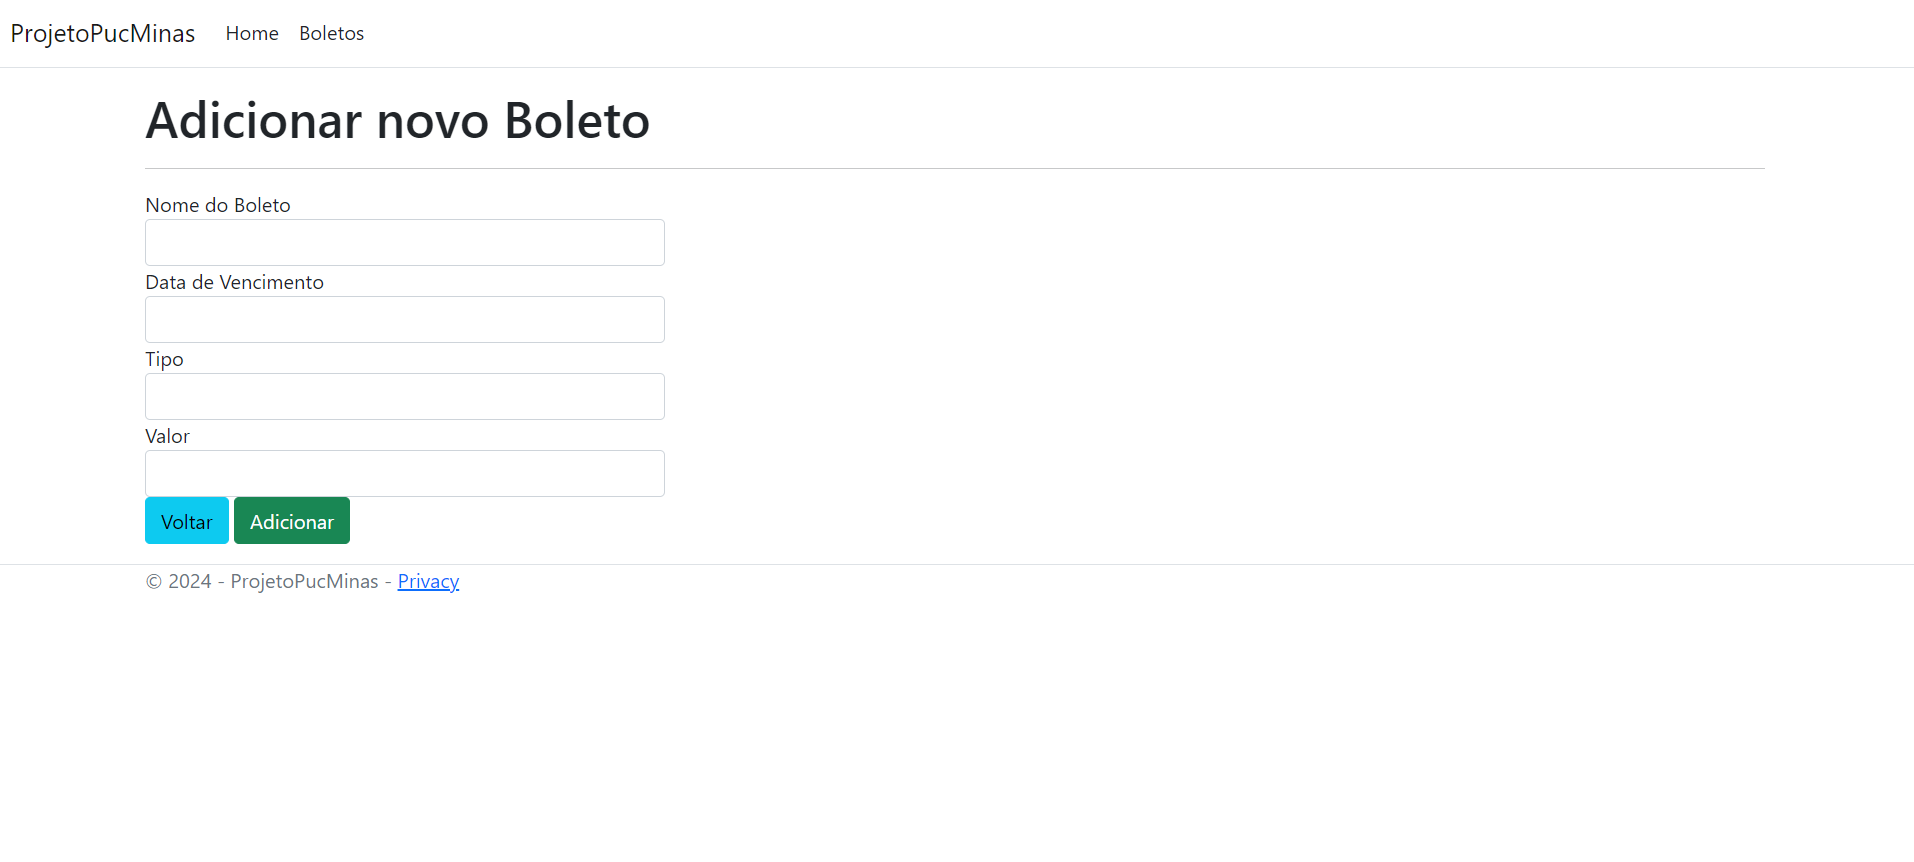 ProjetoPucMinas Home Boletos
Adicionar novo Boleto
Nome do Boleto
Data de Vencimento
Tipo
Valor
Voltar Adicionar
© 2024 - ProjetoPucMinas - Privacy